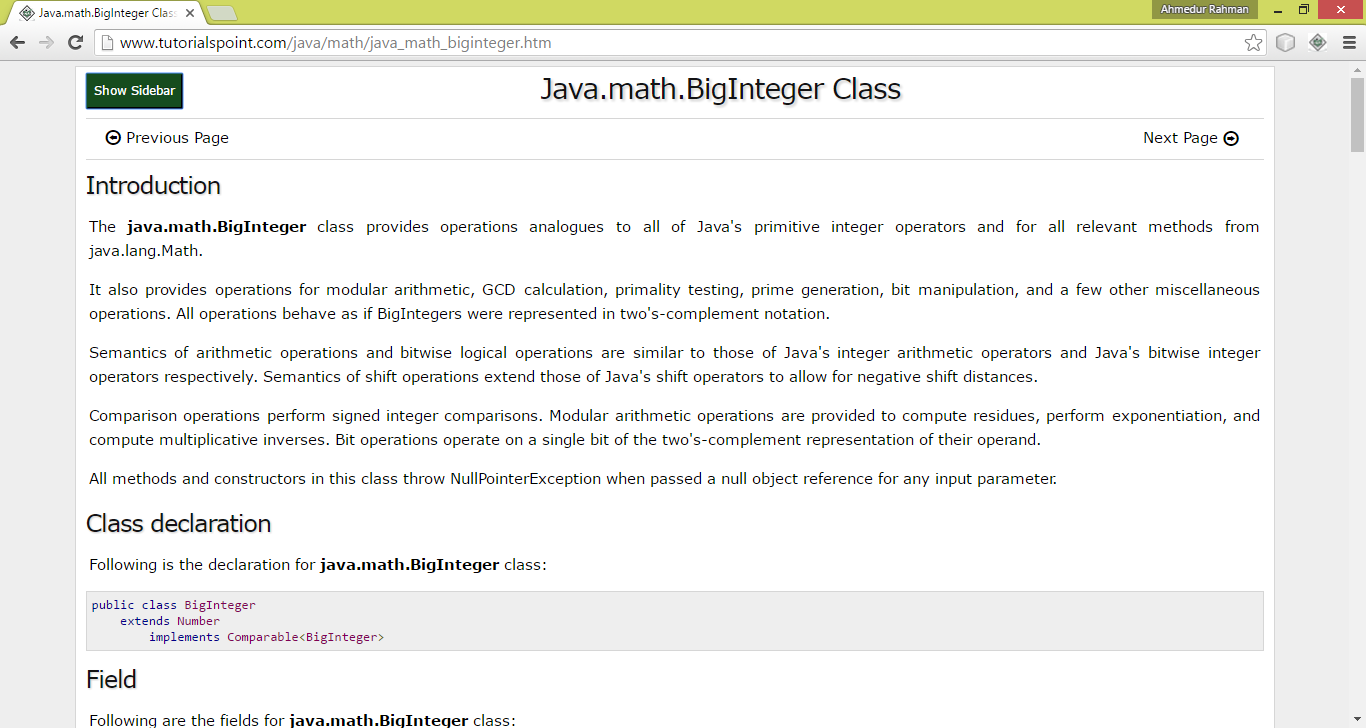 Java.math.BigInteger Clas
Ahmedur Rahman
www.tutorialspoint.com/java/math/java_math_biginteger.htm
Show Sidebar
Java.math.BigInteger Class
Previous Page
Next Page
Introduction
The java.math.BigInteger class provides operations analogues to all of Java's primitive integer operators and for all relevant methods from
java.lang.Math.
It also provides operations for modular arithmetic, GCD calculation, primality testing, prime generation, bit manipulation, and a few other miscellaneous
operations. All operations behave as if BigIntegers were represented in two's-complement notation.
Semantics of arithmetic operations and bitwise logical operations are similar to those of Java's integer arithmetic operators and Java's bitwise integer
operators respectively. Semantics of shift operations extend those of Java's shift operators to allow for negative shift distances.
Comparison operations perform signed integer comparisons. Modular arithmetic operations are provided to compute residues, perform exponentiation, and
compute multiplicative inverses. Bit operations operate on a single bit of the two's-complement representation of their operand.
All methods and constructors in this class throw NullPointerException when passed a null object reference for any input parameter.
Class declaration
Following is the declaration for java.math.BigInteger class:
public class BigInteger
extends Number
implements Comparable<BigInteger>
Field
Following are the fields for java.math.BigInteger class: